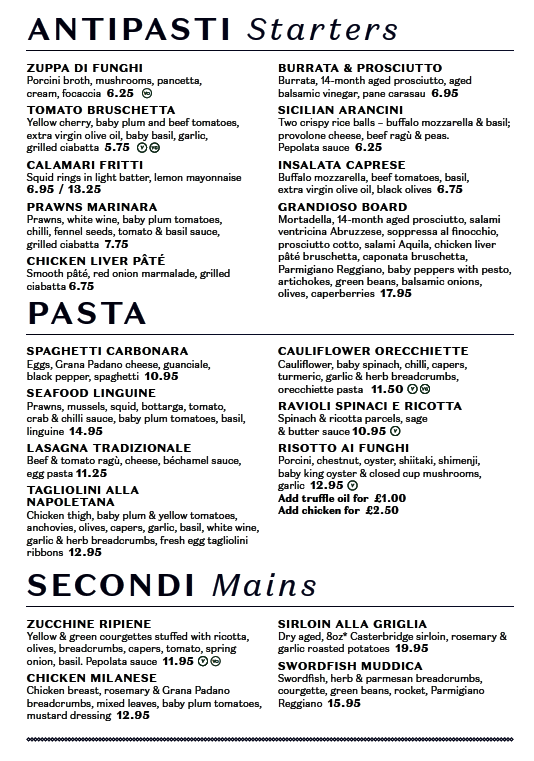 ANTIPASTI Starters
ZUPPA DI FUNGHI
Porcini broth, mushrooms, pancetta,
cream, focaccia 6.25
TOMATO BRUSCHETTA
Yellow cherry, baby plum and beef tomatoes,
extra virgin olive oil, baby basil, garlic,
grilled ciabatta 5.75
CALAMARI FRITTI
Squid rings in light batter, lemon mayonnaise
6.95 / 13.25
PRAWNS MARINARA
Prawns, white wine, baby plum tomatoes,
chilli, fennel seeds, tomato & basil sauce,
grilled ciabatta 7.75
CHICKEN LIVER PÂTÉ
Smooth pâté, red onion marmalade, grilled
ciabatta 6.75
BURRATA & PROSCIUTTO
Burrata, 14-month aged prosciutto, aged
balsamic vinegar, pane carasau 6.95
SICILIAN ARANCINI
Two crispy rice balls – buffalo mozzarella & basil;
provolone cheese, beef ragù & peas.
Pepolata sauce 6.25
INSALATA CAPRESE
Buffalo mozzarella, beef tomatoes, basil,
extra virgin olive oil, black olives 6.75
GRANDIOSO BOARD
Mortadella, 14-month aged prosciutto, salami
ventricina Abruzzese, soppressa al finocchio,
prosciutto cotto, salami Aquila, chicken liver
pâté bruschetta, caponata bruschetta,
Parmigiano Reggiano, baby peppers with pesto,
artichokes, green beans, balsamic onions,
olives, caperberries 17.95
PASTA
SPAGHETTI CARBONARA
Eggs, Grana Padano cheese, guanciale,
black pepper, spaghetti 10.95
SEAFOOD LINGUINE
Prawns, mussels, squid, bottarga, tomato,
crab & chilli sauce, baby plum tomatoes, basil,
linguine 14.95
LASAGNA TRADIZIONALE
Beef & tomato ragù, cheese, béchamel sauce,
egg pasta 11.25
TAGLIOLINI ALLA
NAPOLETANA
Chicken thigh, baby plum & yellow tomatoes,
anchovies, olives, capers, garlic, basil, white wine,
garlic & herb breadcrumbs, fresh egg tagliolini
ribbons 12.95
CAULIFLOWER ORECCHIETTE
Cauliflower, baby spinach, chilli, capers,
turmeric, garlic & herb breadcrumbs,
orecchiette pasta 11.50
RAVIOLI SPINACI E RICOTTA
Spinach & ricotta parcels, sage
& butter sauce 10.95
RISOTTO AI FUNGHI
Porcini, chestnut, oyster, shiitaki, shimenji,
baby king oyster & closed cup mushrooms,
garlic 12.95
Add truffle oil for £1.00
Add chicken for £2.50
SECONDI Mains
ZUCCHINE RIPIENE
Yellow & green courgettes stuffed with ricotta,
olives, breadcrumbs, capers, tomato, spring
onion, basil. Pepolata sauce 11.95
CHICKEN MILANESE
Chicken breast, rosemary & Grana Padano
breadcrumbs, mixed leaves, baby plum tomatoes,
mustard dressing 12.95
SIRLOIN ALLA GRIGLIA
Dry aged, 8oz* Casterbridge sirloin, rosemary &
garlic roasted potatoes 19.95
SWORDFISH MUDDICA
Swordfish, herb & parmesan breadcrumbs,
courgette, green beans, rocket, Parmigiano
Reggiano 15.95